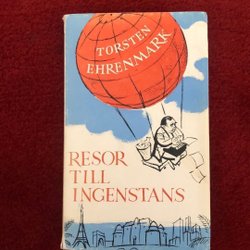 TORSTEN
EHRENMARK
RESOR
TILL
INGENSTANS